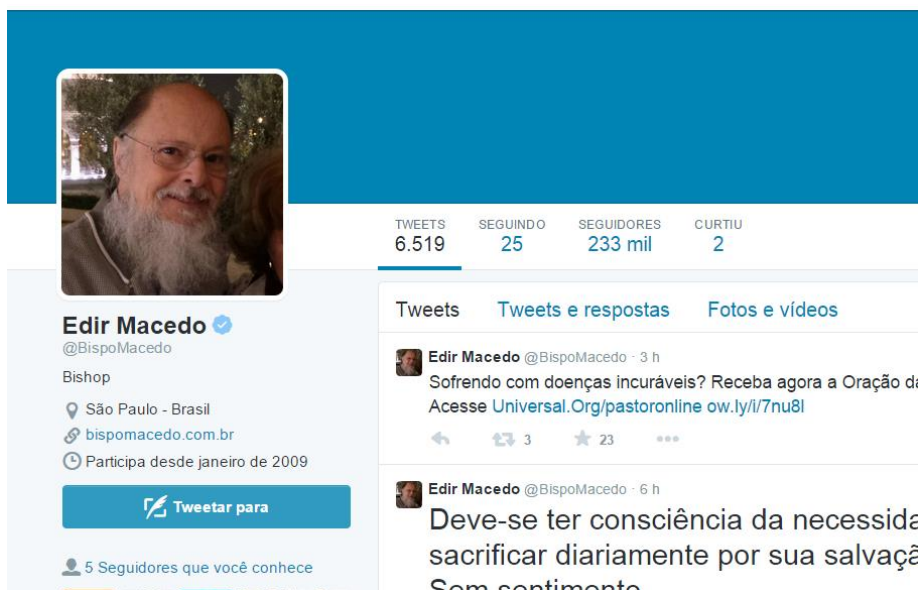 TWEETS SEGUINDO SEGUIDORES CURTIU
6.519 25 233 mil 2
Edir Macedo
@BispoMacedo
Bishop
São Paulo - Brasil
bispomacedo.com.br
Participa desde janeiro de 2009
Tweetar para
5 Seguidores que você conhece
Tweets Tweets e respostas Fotos e vídeos
Edir Macedo @BispoMacedo · 3 h
Sofrendo com doenças incuráveis? Receba agora a Oração
Acesse Universal.Org/pastoronline ow.ly/i/7nu8l
3 23
Edir Macedo @BispoMacedo · 6 h
Deve-se ter consciência da
sacrificar diariamente por sua
Sem sentimento